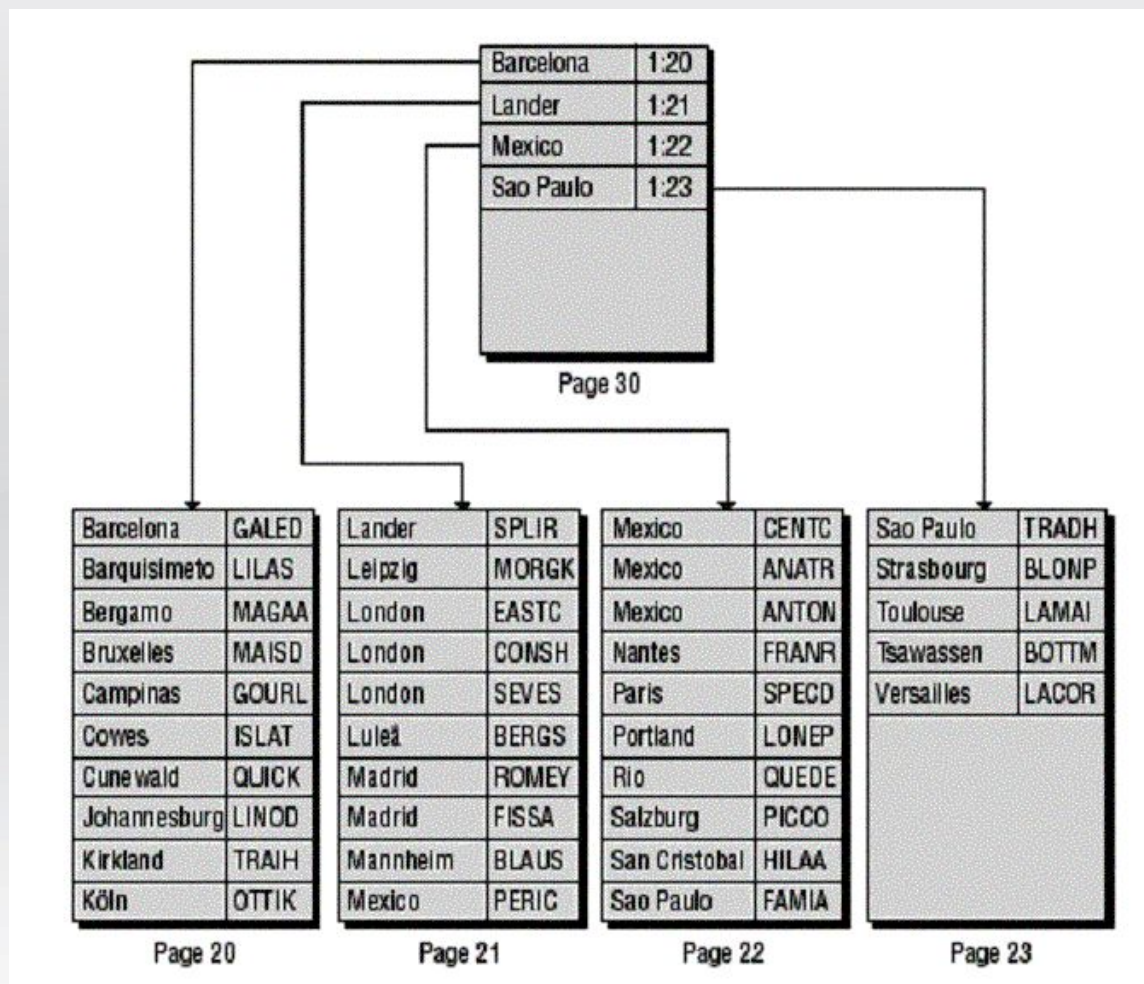 Barcelona 1:20
Lander 1:21
Mexico 1:22
Sao Paulo 1:23
Page 30
Barcelona GALED
Barquisimeto LILAS
Bergamo MAGAA
Bruxelles MAISD
Campinas GOURL
Cowes ISLAT
Cunewald QUICK
Johannesburg LINOD
Kirkland TRAIH
Köln OTTIK
Page 20
Lander SPLIR
Leipzig MORGK
London EASTC
London CONSH
London SEVES
Luleå BERGS
Madrid ROMEY
Madrid FISSA
Mannheim BLAUS
Mexico PERIC
Page 21
Mexico CENTC
Mexico ANATR
Mexico ANTON
Nantes FRANR
Paris SPECD
Portland LONEP
Rio QUEDE
Salzburg PICCO
San Cristobal HILAA
Sao Paulo FAMIA
Page 22
Sao Paulo TRADH
Strasbourg BLONP
Toulouse LAMAI
Tsawassen BOTTM
Versailles LACOR
Page 23